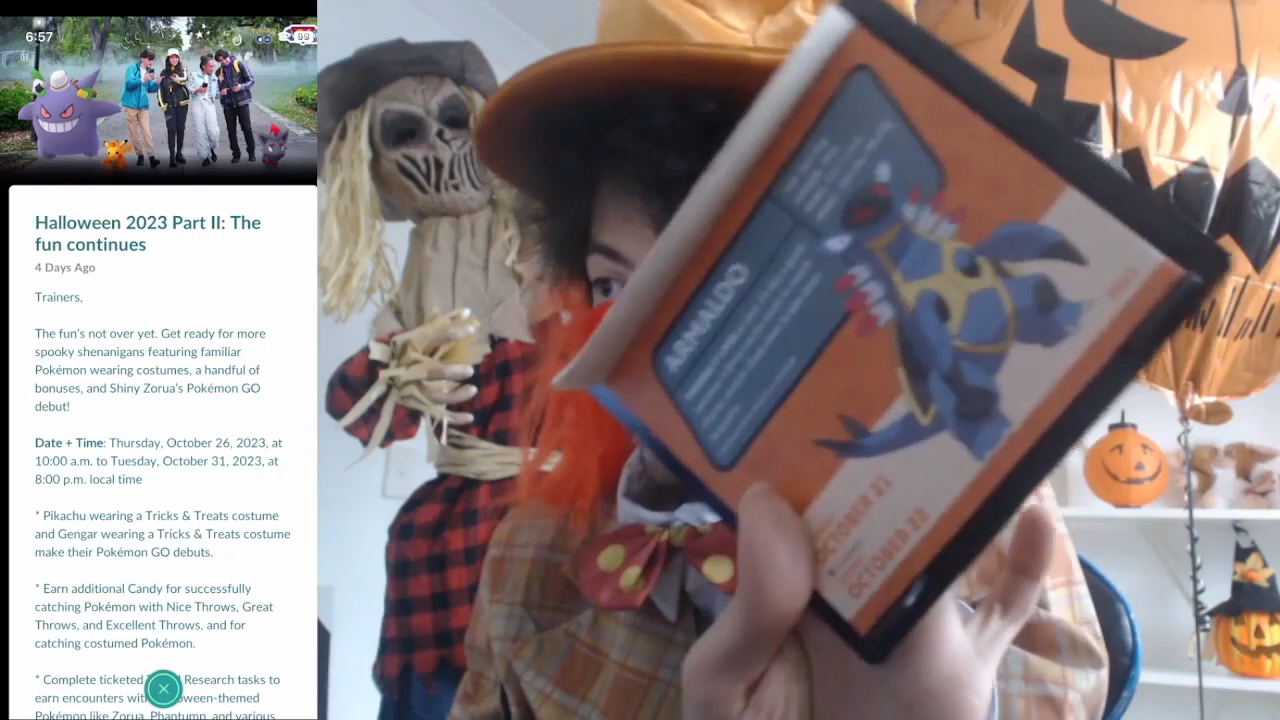 6:57
99
Halloween 2023 Part II: The
fun continues
4 Days Ago
Trainers,
The fun's not over yet. Get ready for more
spooky shenanigans featuring familiar
Pokémon wearing costumes, a handful of
bonuses, and Shiny Zorua's Pokémon GO
debut!
Date + Time: Thursday, October 26, 2023, at
10:00 a.m. to Tuesday, October 31, 2023, at
8:00 p.m. local time
* Pikachu wearing a Tricks & Treats costume
and Gengar wearing a Tricks & Treats costume
make their Pokémon GO debuts.
* Earn additional Candy for successfully
catching Pokémon with Nice Throws, Great
Throws, and Excellent Throws, and for
catching costumed Pokémon.
* Complete ticketed Research tasks to
earn encounters with
Pokémon like Zorua, Phantump, and various
ARMALDO
OCTOBER
OCTOBER